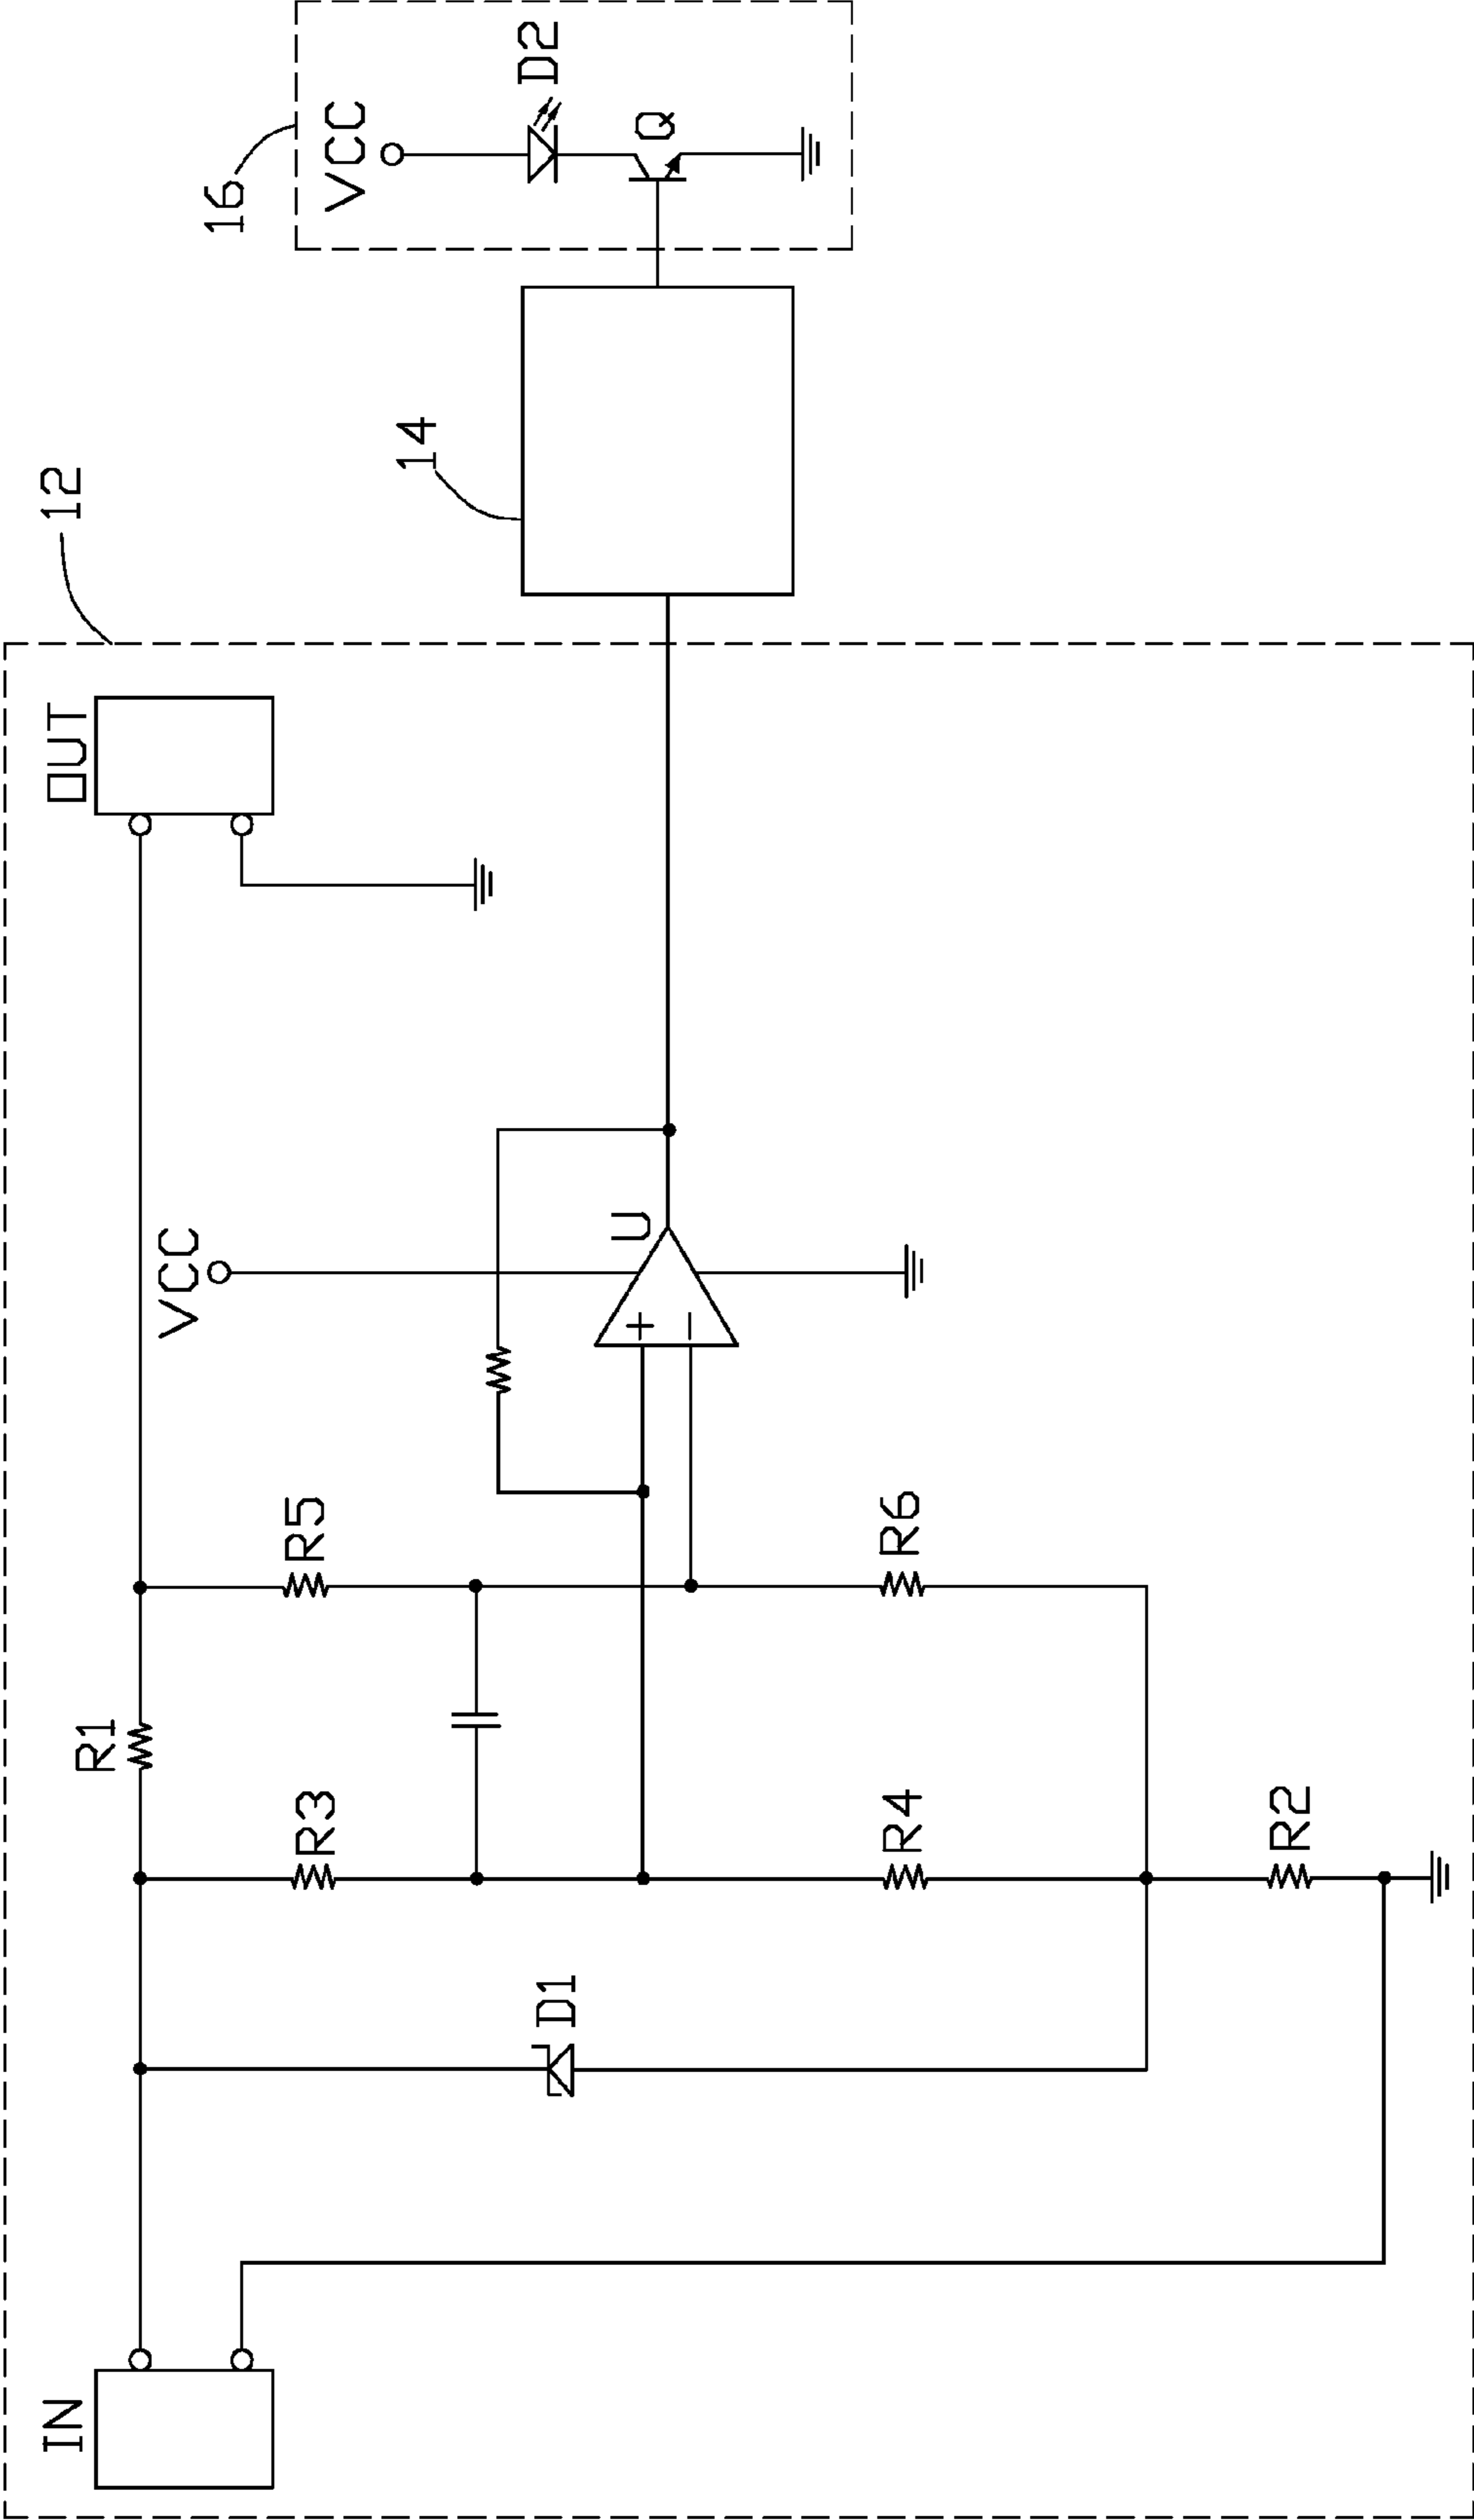 12
14
16
IN
OUT
R1
R3
R5
VCC
U
+
−
D1
R4
R6
R2
VCC
D2
Q